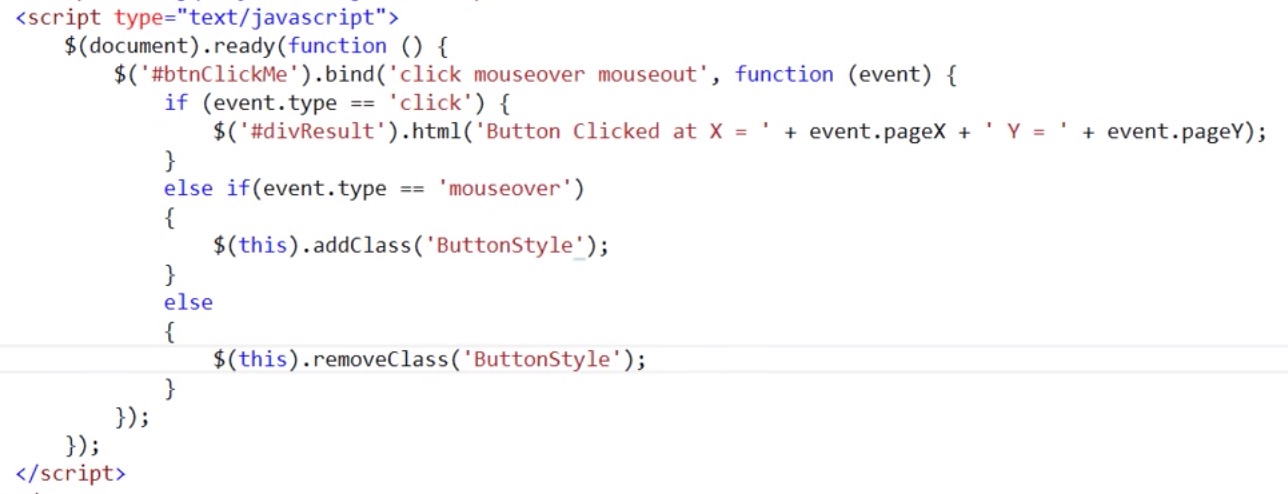 <script type="text/javascript">
    $(document).ready(function () {
        $('#btnClickMe').bind('click mouseover mouseout', function (event) {
            if (event.type == 'click') {
                $('#divResult').html('Button Clicked at X = ' + event.pageX + ' Y = ' + event.pageY);
            }
            else if(event.type == 'mouseover')
            {
                $(this).addClass('ButtonStyle');
            }
            else
            {
                $(this).removeClass('ButtonStyle');
            }
        });
    });
</script>